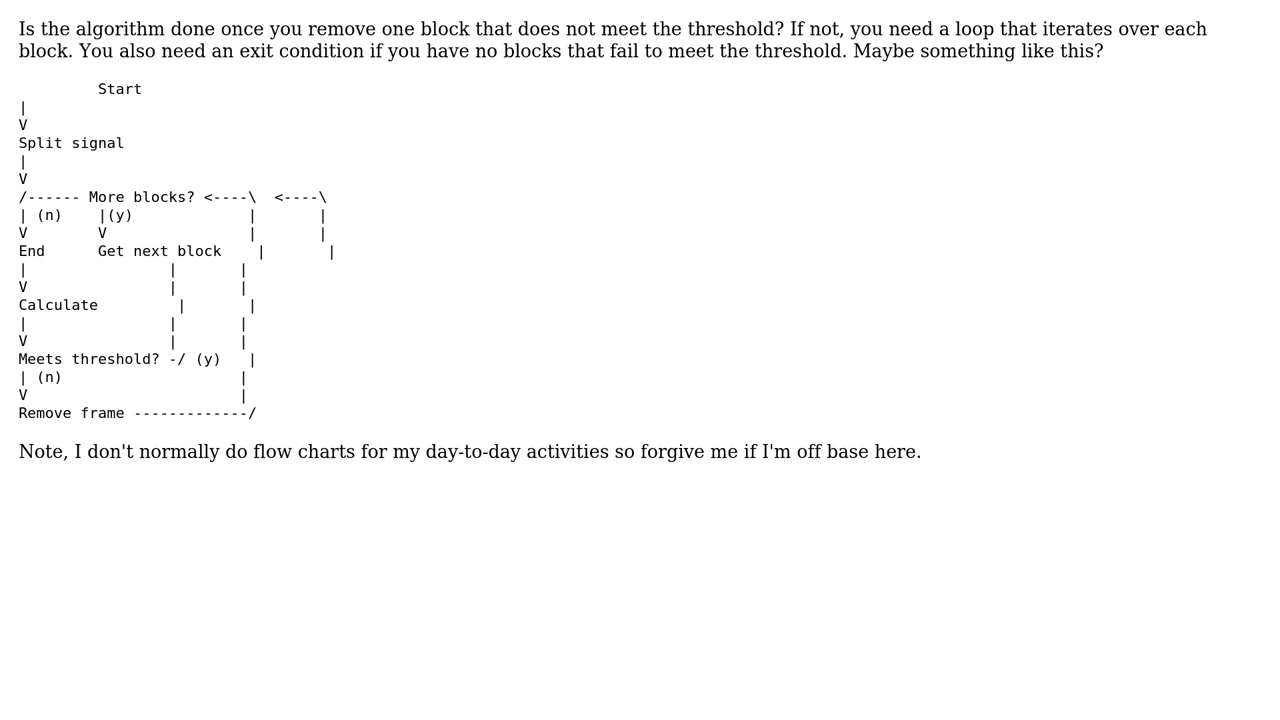 Is the algorithm done once you remove one block that does not meet the threshold? If not, you need a loop that iterates over each
block. You also need an exit condition if you have no blocks that fail to meet the threshold. Maybe something like this?
         Start
|
V
Split signal
|
V
/------ More blocks? <----\  <----\
| (n)    |(y)             |       |
V        V                |       |
End      Get next block    |       |
|                |       |
V                |       |
Calculate         |       |
|                |       |
V                |       |
Meets threshold? -/ (y)   |
| (n)                    |
V                        |
Remove frame -------------/
Note, I don't normally do flow charts for my day-to-day activities so forgive me if I'm off base here.